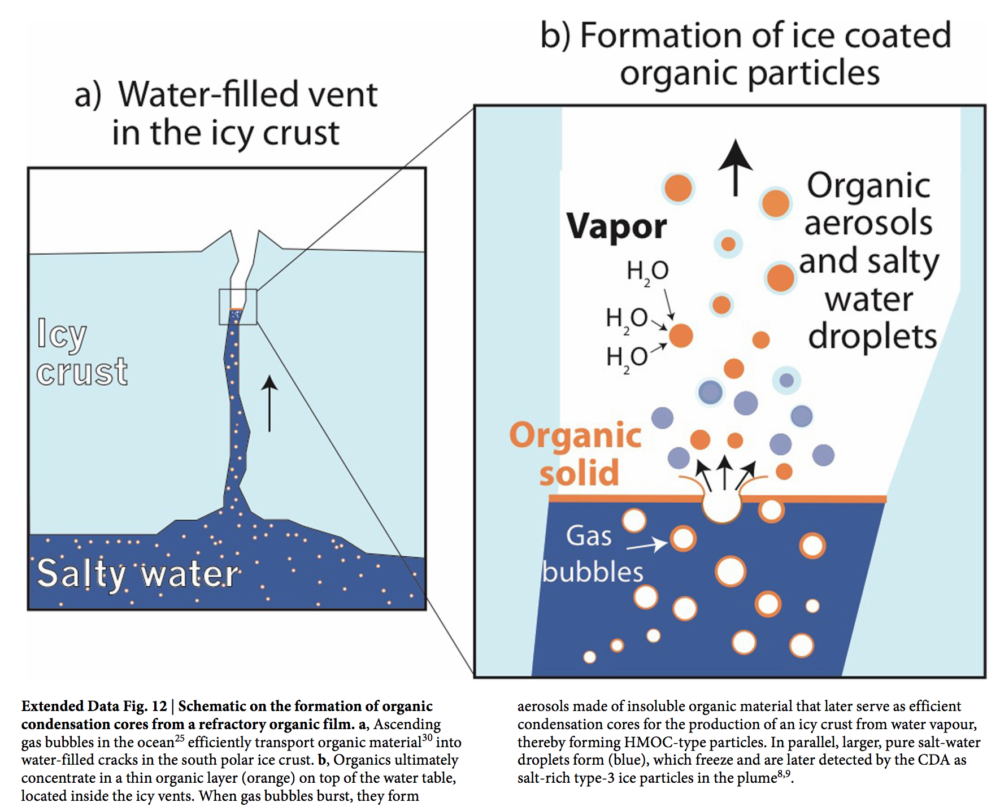 a) Water-filled vent
in the icy crust
Icy
crust
Salty water
b) Formation of ice coated
organic particles
Vapor
H₂O
H₂O
H₂O
Organic
aerosols
and salty
water
droplets
Organic
solid
Gas
bubbles
Extended Data Fig. 12 | Schematic on the formation of organic
condensation cores from a refractory organic film. a, Ascending
gas bubbles in the ocean²⁵ efficiently transport organic material³⁰ into
water-filled cracks in the south polar ice crust. b, Organics ultimately
concentrate in a thin organic layer (orange) on top of the water table,
located inside the icy vents. When gas bubbles burst, they form
aerosols made of insoluble organic material that later serve as efficient
condensation cores for the production of an icy crust from water vapour,
thereby forming HMOC-type particles. In parallel, larger, pure salt-water
droplets form (blue), which freeze and are later detected by the CDA as
salt-rich type-3 ice particles in the plume⁸,⁹.